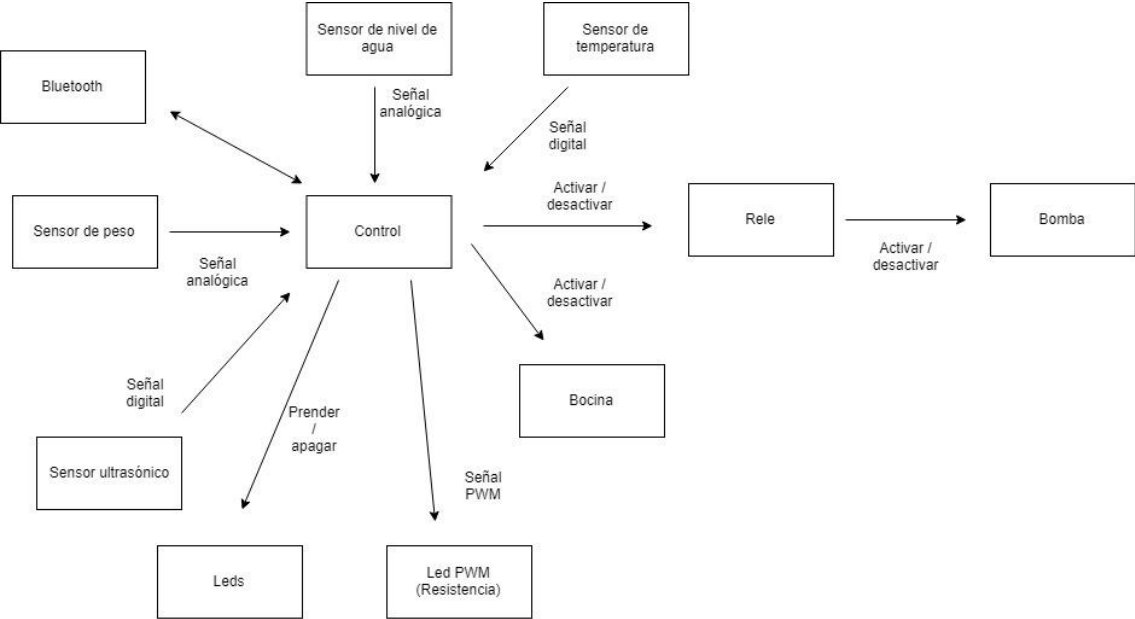 Sensor de nivel de
agua
Sensor de
temperatura
Bluetooth
Señal
analógica
Señal
digital
Activar /
desactivar
Sensor de peso
Control
Rele
Bomba
Señal
analógica
Activar /
desactivar
Activar /
desactivar
Señal
digital
Prender
/
apagar
Bocina
Sensor ultrasónico
Señal
PWM
Leds
Led PWM
(Resistencia)